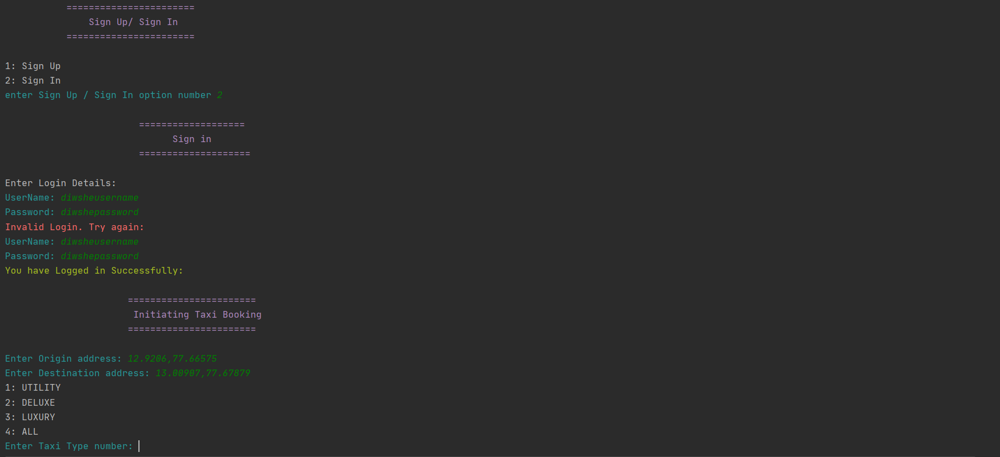 =======================
Sign Up/ Sign In
=======================
1: Sign Up
2: Sign In
enter Sign Up / Sign In option number 2
===================
Sign in
====================
Enter Login Details:
UserName: diwsheusername
Password: diwshepassword
Invalid Login. Try again:
UserName: diwsheusername
Password: diwshepassword
You have Logged in Successfully:
=======================
Initiating Taxi Booking
=======================
Enter Origin address: 12.9206,77.66575
Enter Destination address: 13.00907,77.67879
1: UTILITY
2: DELUXE
3: LUXURY
4: ALL
Enter Taxi Type number: